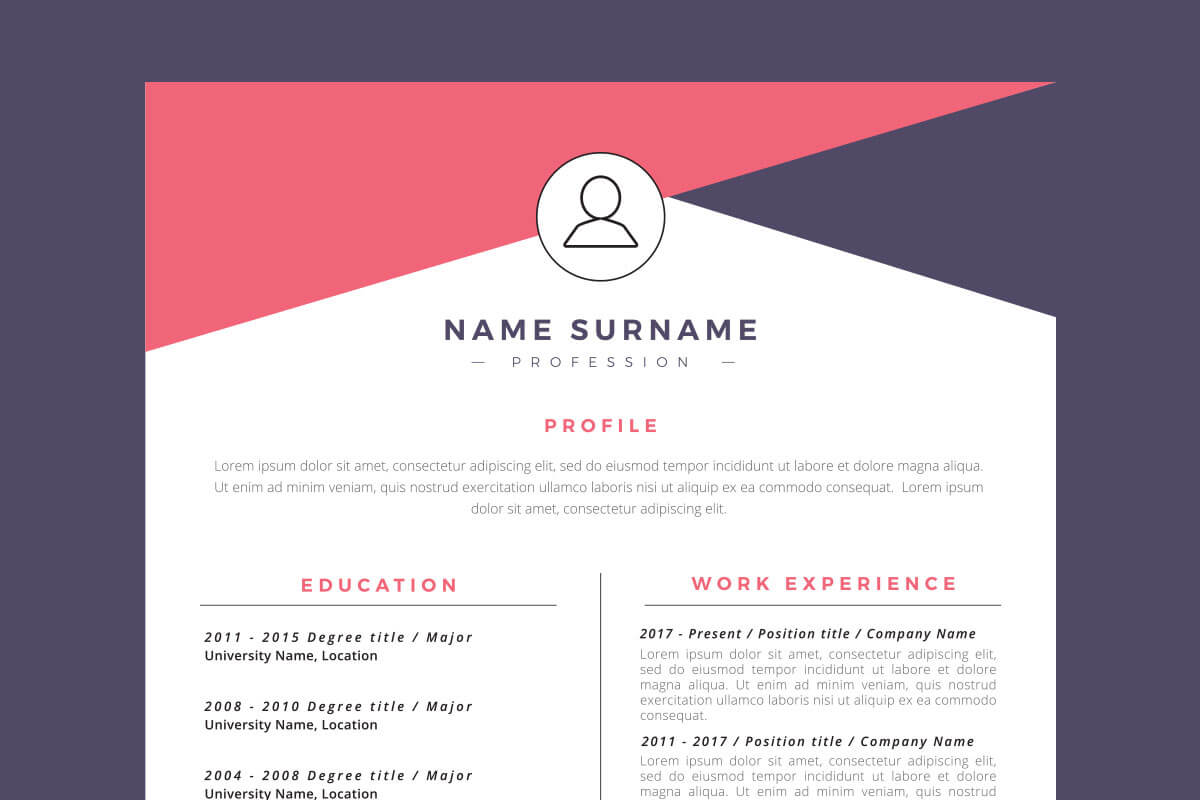 NAME SURNAME
— PROFESSION —
PROFILE
Lorem ipsum dolor sit amet, consectetur adipiscing elit, sed do eiusmod tempor incididunt ut labore et dolore magna aliqua.
Ut enim ad minim veniam, quis nostrud exercitation ullamco laboris nisi ut aliquip ex ea commodo consequat. Lorem ipsum
dolor sit amet, consectetur adipiscing elit.
EDUCATION
2011 - 2015 Degree title / Major
University Name, Location
2008 - 2010 Degree title / Major
University Name, Location
2004 - 2008 Degree title / Major
University Name, Location
WORK EXPERIENCE
2017 - Present / Position title / Company Name
Lorem ipsum dolor sit amet, consectetur adipiscing elit,
sed do eiusmod tempor incididunt ut labore et dolore
magna aliqua. Ut enim ad minim veniam, quis nostrud
exercitation ullamco laboris nisi ut aliquip ex ea commodo
consequat.
2011 - 2017 / Position title / Company Name
Lorem ipsum dolor sit amet, consectetur adipiscing elit,
sed do eiusmod tempor incididunt ut labore et dolore
magna aliqua. Ut enim ad minim veniam, quis nostrud